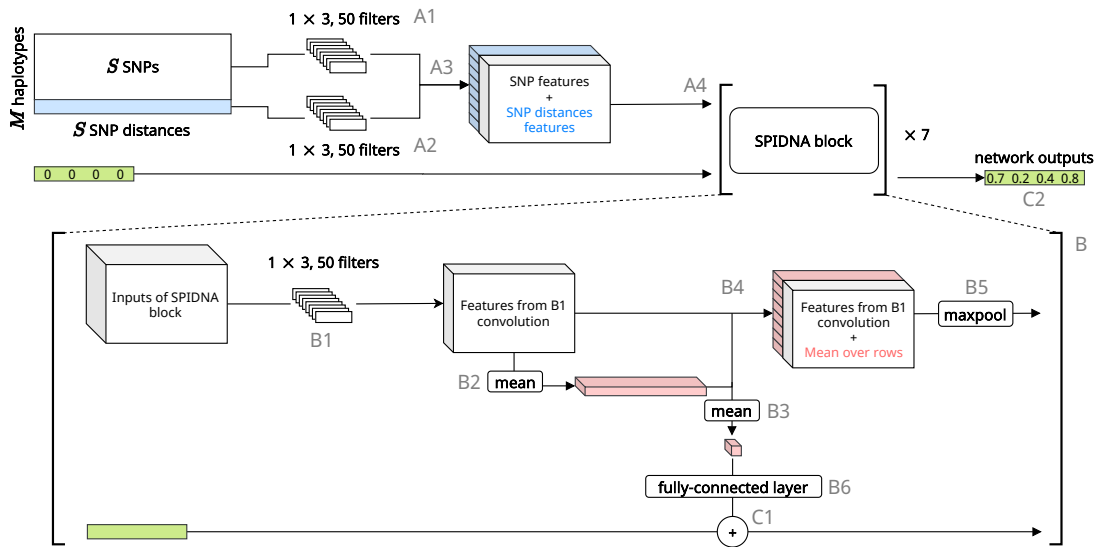 1 × 3, 50 filters
A1
M haplotypes
S SNPs
A3
SNP features
+
SNP distances
features
A4
SPIDNA block
× 7
S SNP distances
1 × 3, 50 filters
A2
0 0 0 0
network outputs
0.7 0.2 0.4 0.8
C2
B
1 × 3, 50 filters
Inputs of SPIDNA
block
B1
Features from B1
convolution
B4
Features from B1
convolution
+
Mean over rows
B5
maxpool
B2
mean
mean
B3
fully-connected layer
B6
C1
+